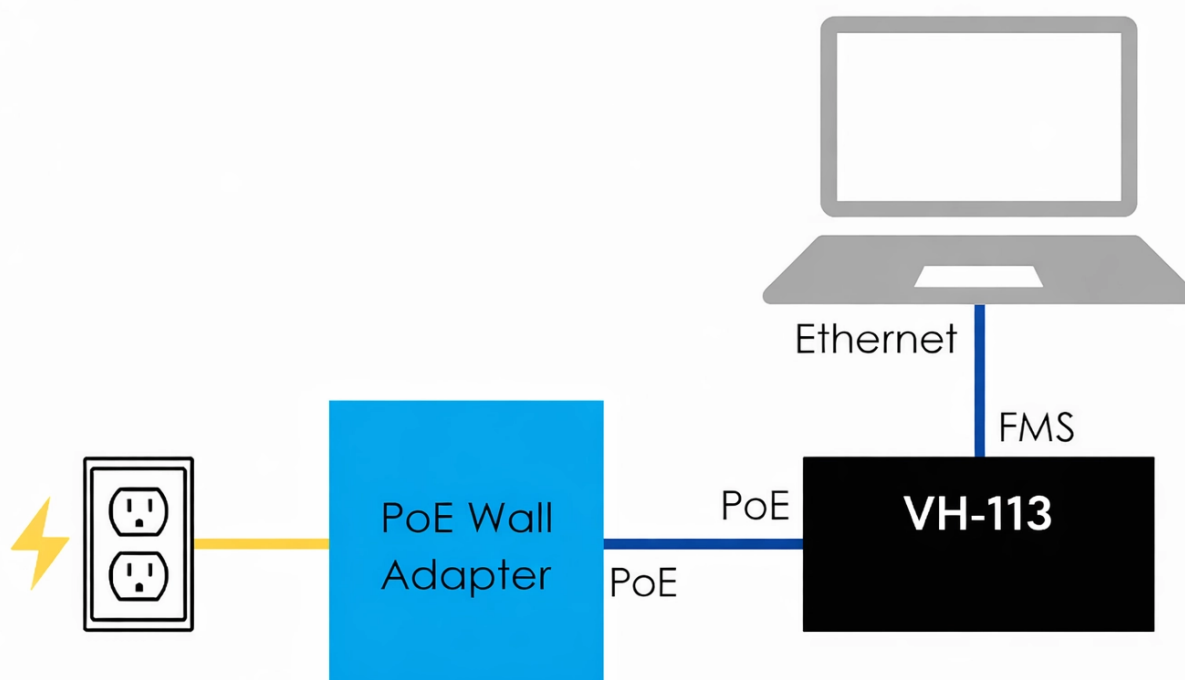 Ethernet
FMS
PoE
VH-113
PoE Wall
Adapter
PoE